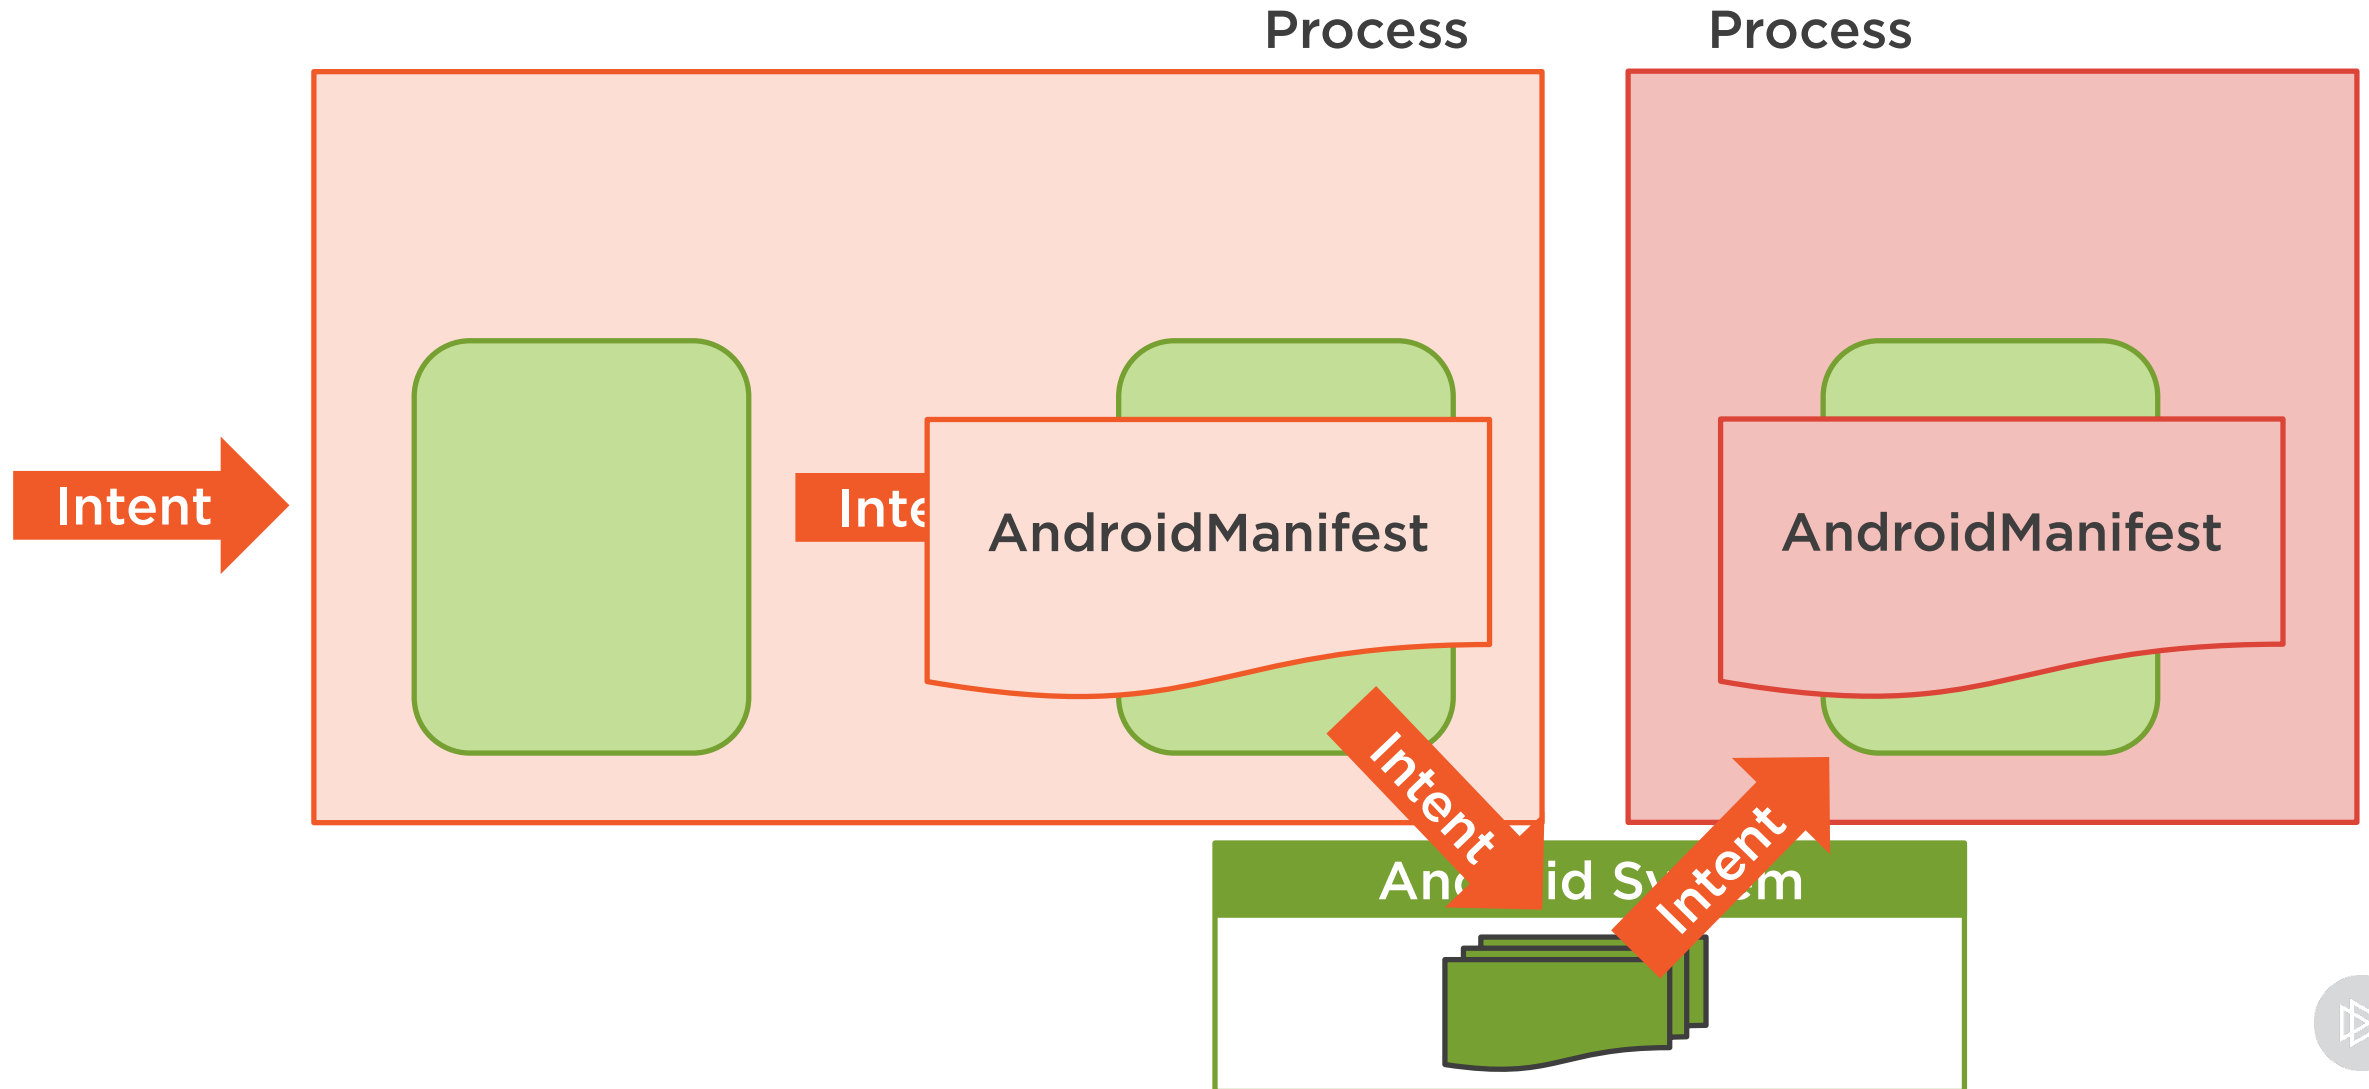 Process
Process
Intent
AndroidManifest
AndroidManifest
Intent
Intent